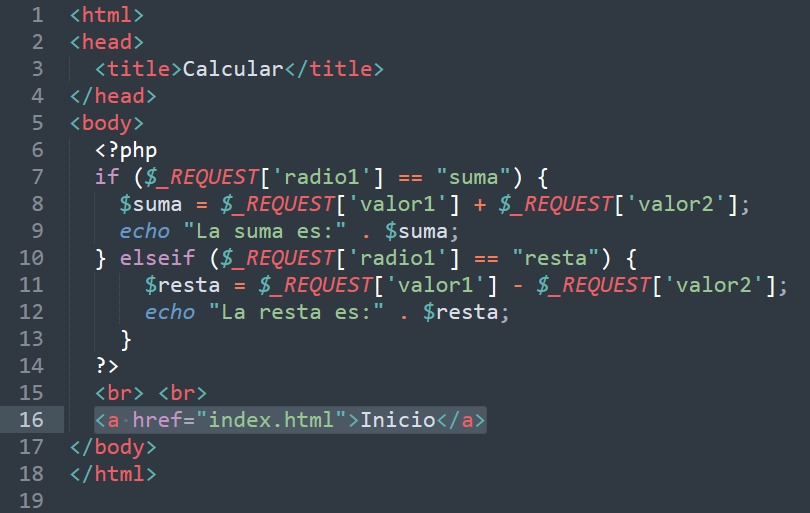 1 <html>
2 <head>
3   <title>Calcular</title>
4 </head>
5 <body>
6   <?php
7   if ($_REQUEST['radio1'] == "suma") {
8     $suma = $_REQUEST['valor1'] + $_REQUEST['valor2'];
9     echo "La suma es:" . $suma;
10   } elseif ($_REQUEST['radio1'] == "resta") {
11       $resta = $_REQUEST['valor1'] - $_REQUEST['valor2'];
12       echo "La resta es:" . $resta;
13     }
14   ?>
15   <br> <br>
16   <a href="index.html">Inicio</a>
17 </body>
18 </html>
19